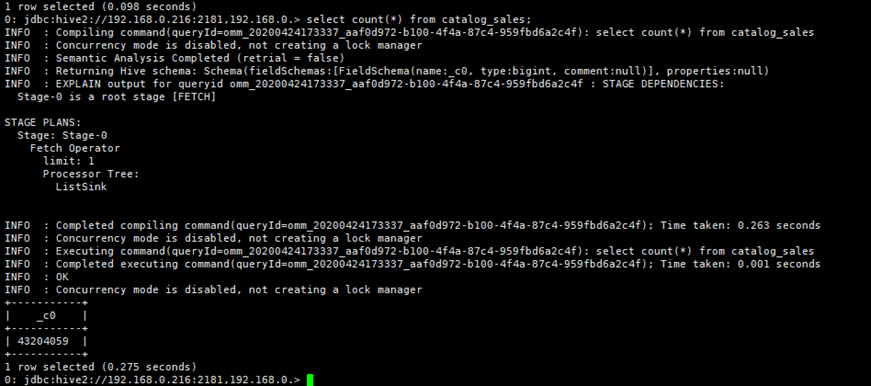 1 row selected (0.098 seconds)
0: jdbc:hive2://192.168.0.216:2181,192.168.0.> select count(*) from catalog_sales;
INFO  : Compiling command(queryId=omm_20200424173337_aaf0d972-b100-4f4a-87c4-959fbd6a2c4f): select count(*) from catalog_sales
INFO  : Concurrency mode is disabled, not creating a lock manager
INFO  : Semantic Analysis Completed (retrial = false)
INFO  : Returning Hive schema: Schema(fieldSchemas:[FieldSchema(name:_c0, type:bigint, comment:null)], properties:null)
INFO  : EXPLAIN output for queryid omm_20200424173337_aaf0d972-b100-4f4a-87c4-959fbd6a2c4f : STAGE DEPENDENCIES:
  Stage-0 is a root stage [FETCH]

STAGE PLANS:
  Stage: Stage-0
    Fetch Operator
      limit: 1
      Processor Tree:
        ListSink

INFO  : Completed compiling command(queryId=omm_20200424173337_aaf0d972-b100-4f4a-87c4-959fbd6a2c4f); Time taken: 0.263 seconds
INFO  : Concurrency mode is disabled, not creating a lock manager
INFO  : Executing command(queryId=omm_20200424173337_aaf0d972-b100-4f4a-87c4-959fbd6a2c4f): select count(*) from catalog_sales
INFO  : Completed executing command(queryId=omm_20200424173337_aaf0d972-b100-4f4a-87c4-959fbd6a2c4f); Time taken: 0.001 seconds
INFO  : OK
INFO  : Concurrency mode is disabled, not creating a lock manager
+-----------+
|    _c0    |
+-----------+
| 43204059  |
+-----------+
1 row selected (0.275 seconds)
0: jdbc:hive2://192.168.0.216:2181,192.168.0.>